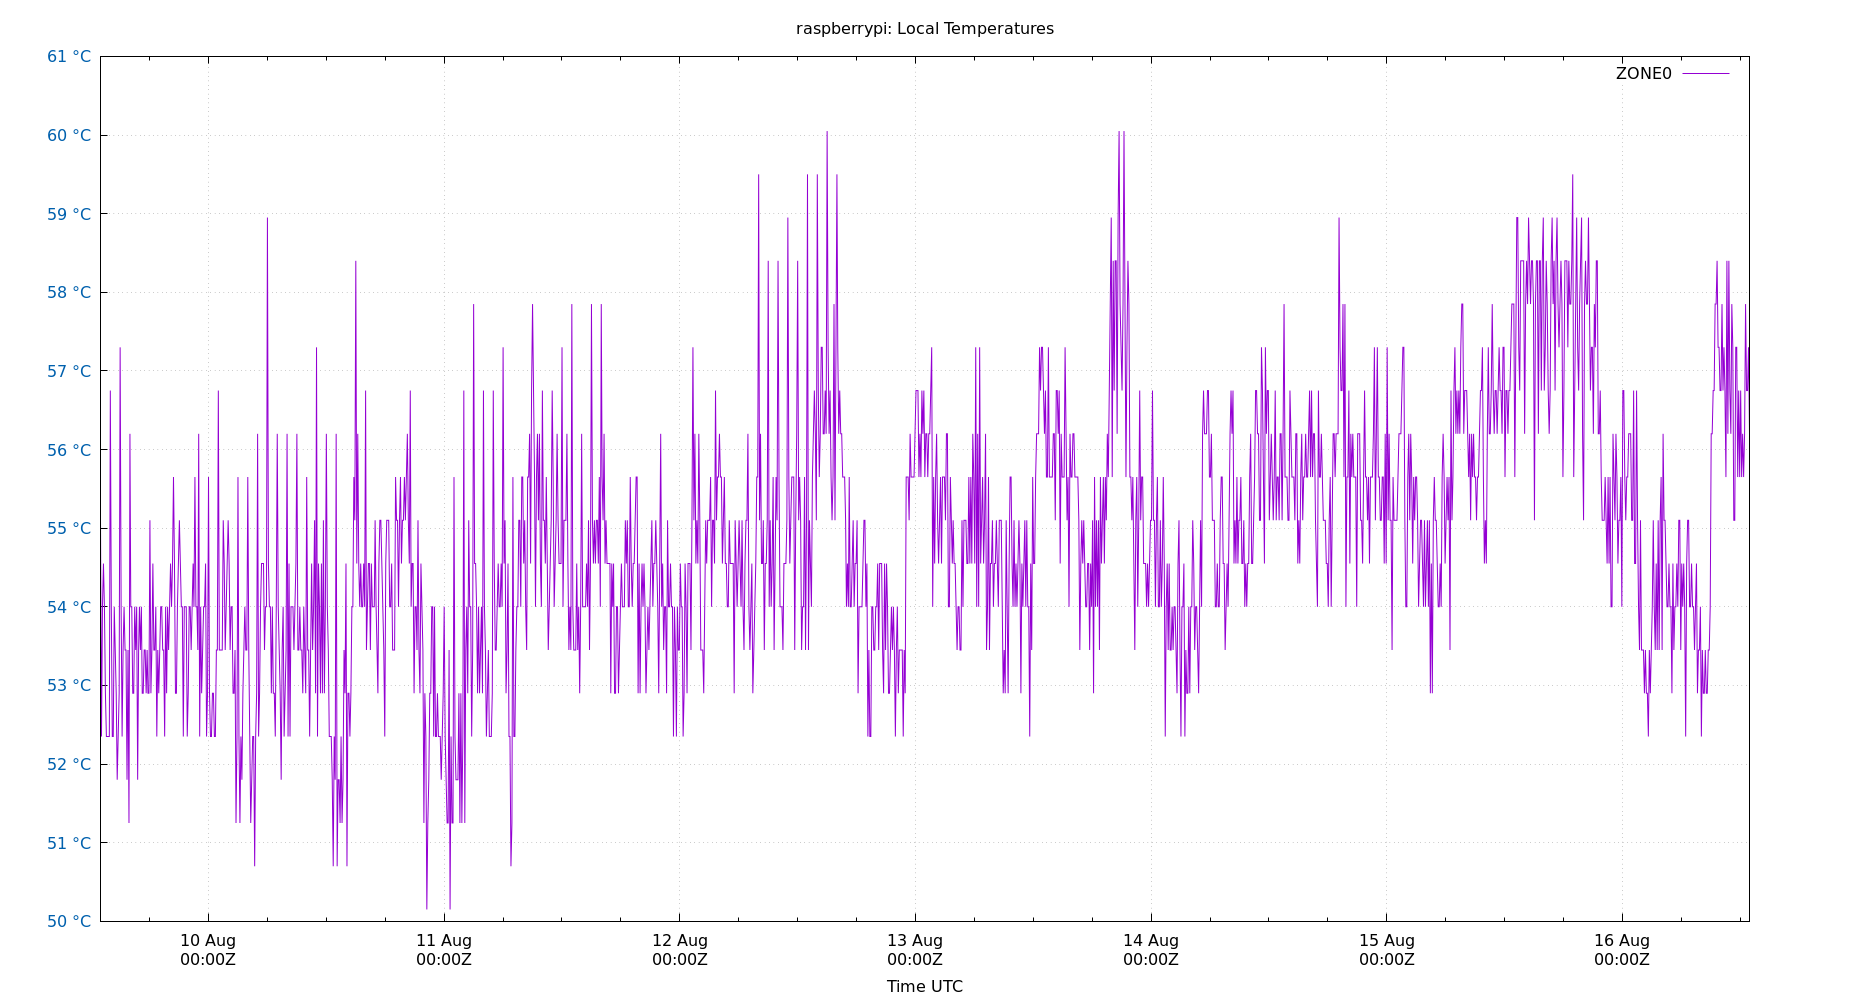 raspberrypi: Local Temperatures
61 °C
ZONE0
60 °C
59 °C
58 °C
57 °C
56 °C
55 °C
54 °C
53 °C
52 °C
51 °C
50 °C
10 Aug 11 Aug 12 Aug 13 Aug 14 Aug 15 Aug 16 Aug
00:00Z 00:00Z 00:00Z 00:00Z 00:00Z 00:00Z 00:00Z
Time UTC